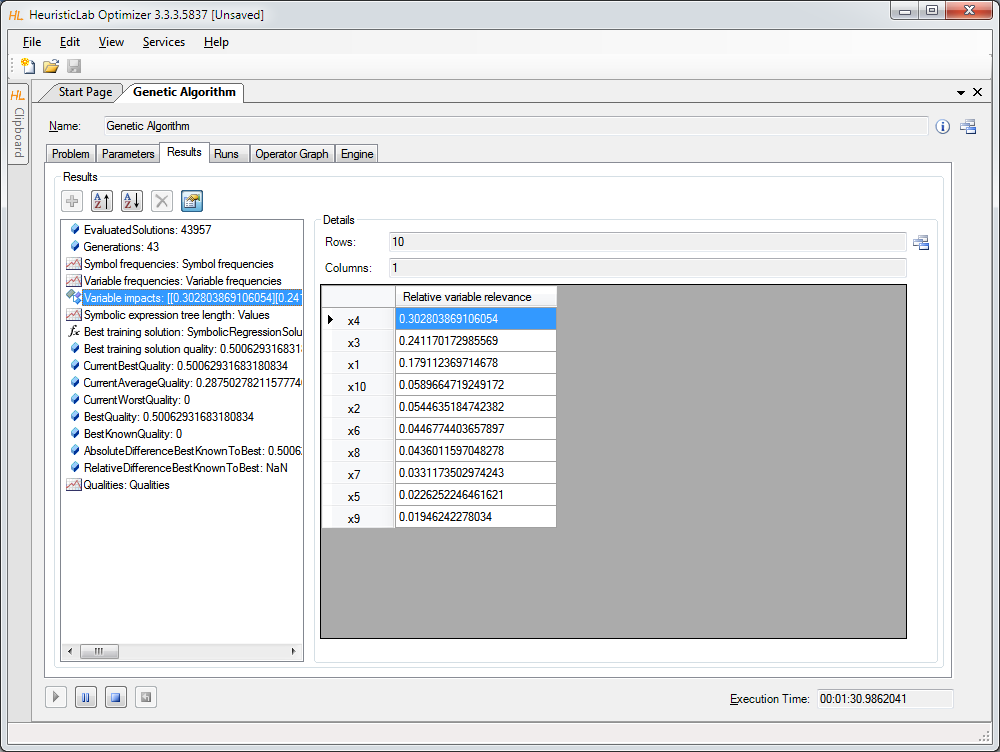 HL HeuristicLab Optimizer 3.3.3.5837 [Unsaved]
File Edit View Services Help
HL Clipboard
Start Page Genetic Algorithm
Name: Genetic Algorithm
Problem Parameters Results Runs Operator Graph Engine
Results
EvaluatedSolutions: 43957
Generations: 43
Symbol frequencies: Symbol frequencies
Variable frequencies: Variable frequencies
Variable impacts: [[0.302803869106054][0.241
Symbolic expression tree length: Values
Best training solution: SymbolicRegressionSolu
Best training solution quality: 0.500629316831
CurrentBestQuality: 0.50062931683180834
CurrentAverageQuality: 0.2875027821157774
CurrentWorstQuality: 0
BestQuality: 0.50062931683180834
BestKnownQuality: 0
AbsoluteDifferenceBestKnownToBest: 0.5006
RelativeDifferenceBestKnownToBest: NaN
Qualities: Qualities
Details
Rows: 10
Columns: 1
Relative variable relevance
x4 0.302803869106054
x3 0.241170172985569
x1 0.179112369714678
x10 0.0589664719249172
x2 0.0544635184742382
x6 0.0446774403657897
x8 0.0436011597048278
x7 0.0331173502974243
x5 0.0226252246461621
x9 0.01946242278034
Execution Time: 00:01:30.9862041